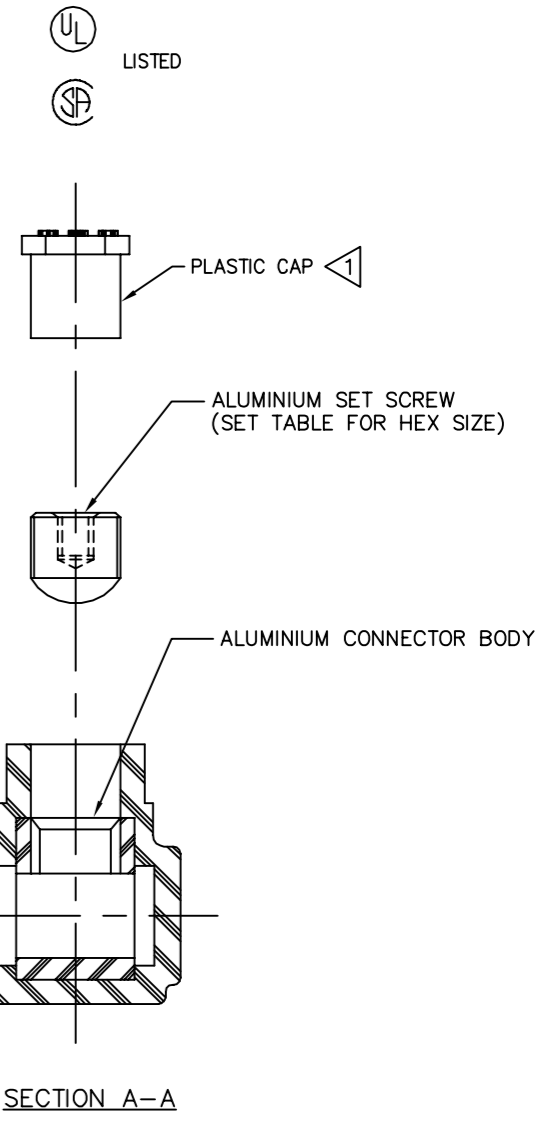 UL
LISTED
SA
PLASTIC CAP 1
ALUMINIUM SET SCREW
(SET TABLE FOR HEX SIZE)
ALUMINIUM CONNECTOR BODY
SECTION A-A